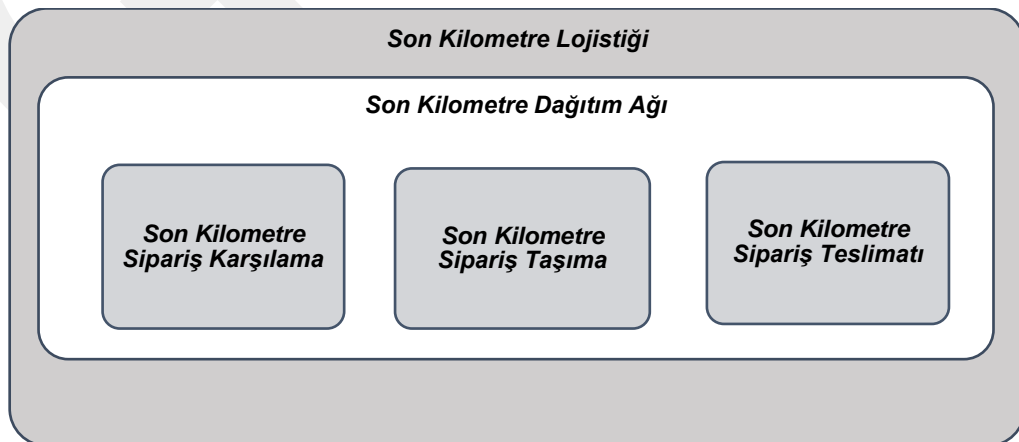 Son Kilometre Lojistiği
Son Kilometre Dağıtım Ağı
Son Kilometre
Sipariş Karşılama
Son Kilometre
Sipariş Taşıma
Son Kilometre
Sipariş Teslimatı